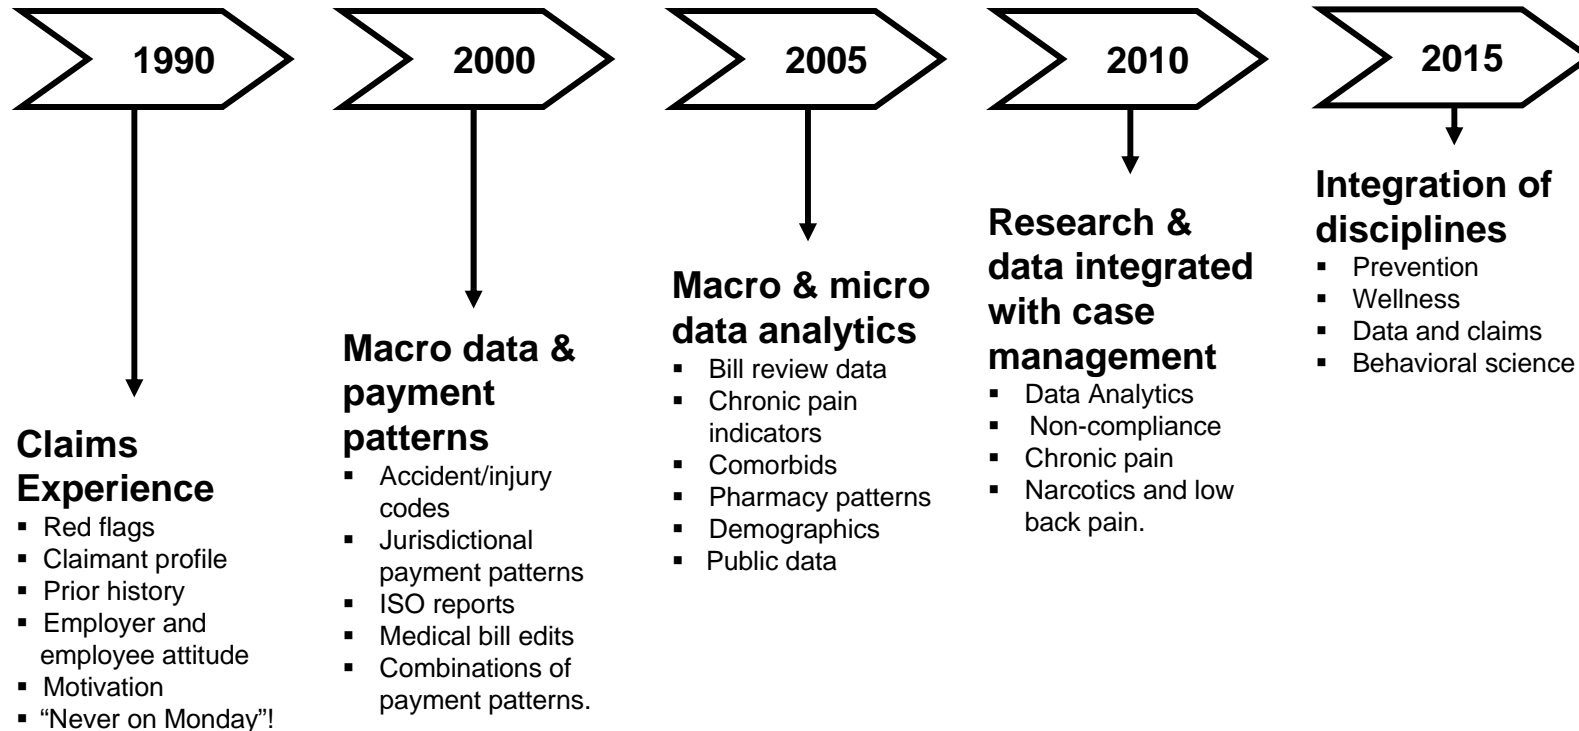 1990
2000
2005
2010
2015
Claims
Experience
▪ Red flags
▪ Claimant profile
▪ Prior history
▪ Employer and
employee attitude
▪ Motivation
▪ “Never on Monday”!
Macro data &
payment
patterns
▪ Accident/injury
codes
▪ Jurisdictional
payment patterns
▪ ISO reports
▪ Medical bill edits
▪ Combinations of
payment patterns.
Macro & micro
data analytics
▪ Bill review data
▪ Chronic pain
indicators
▪ Comorbids
▪ Pharmacy patterns
▪ Demographics
▪ Public data
Research &
data integrated
with case
management
▪ Data Analytics
▪ Non-compliance
▪ Chronic pain
▪ Narcotics and low
back pain.
Integration of
disciplines
▪ Prevention
▪ Wellness
▪ Data and claims
▪ Behavioral science